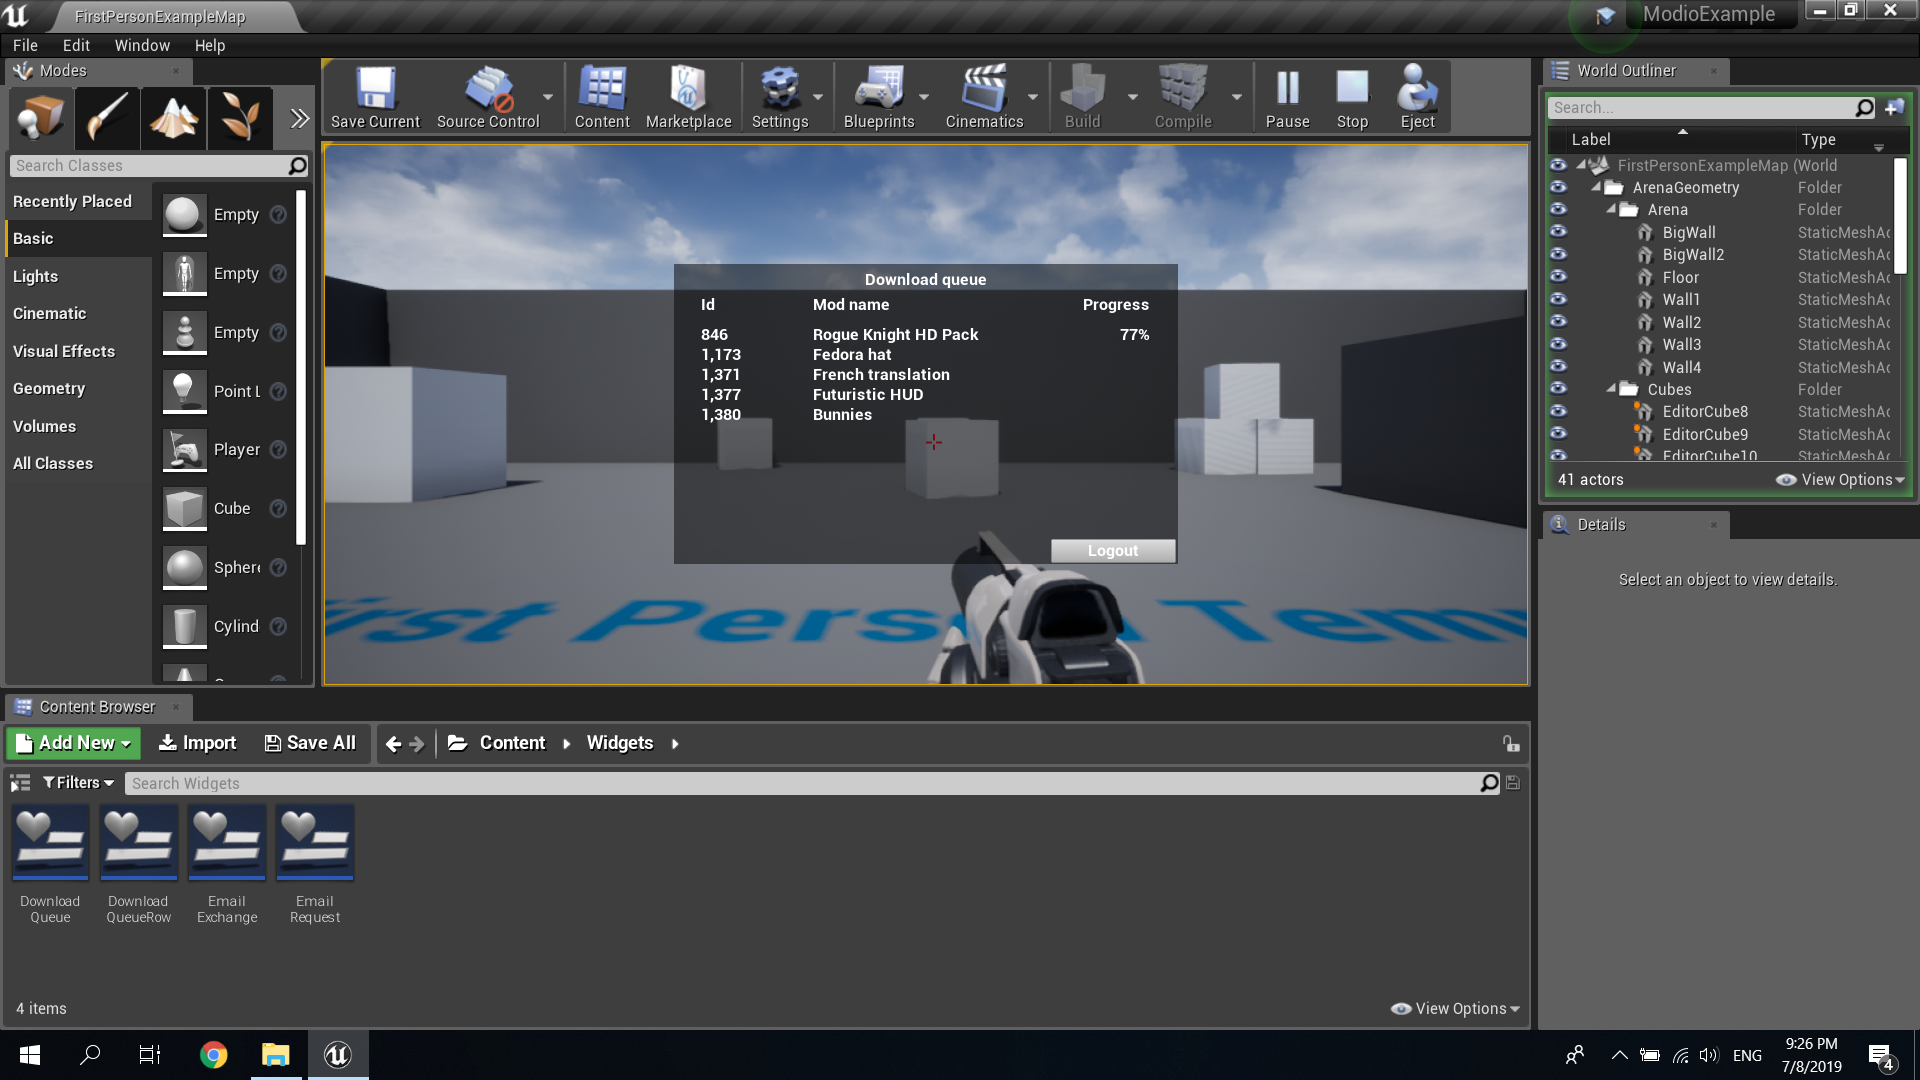 FirstPersonExampleMap
ModioExample
File Edit Window Help
Modes
Search Classes
Recently Placed
Basic
Lights
Cinematic
Visual Effects
Geometry
Volumes
All Classes
Empty
Empty
Empty
Point L
Player
Cube
Sphere
Cylind
Save Current
Source Control
Content
Marketplace
Settings
Blueprints
Cinematics
Build
Compile
Pause
Stop
Eject
Download queue
Id Mod name Progress
846 Rogue Knight HD Pack 77%
1,173 Fedora hat
1,371 French translation
1,377 Futuristic HUD
1,380 Bunnies
Logout
First Person Temp
World Outliner
Search...
Label Type
FirstPersonExampleMap (World
ArenaGeometry Folder
Arena Folder
BigWall StaticMeshAc
BigWall2 StaticMeshAc
Floor StaticMeshAc
Wall1 StaticMeshAc
Wall2 StaticMeshAc
Wall3 StaticMeshAc
Wall4 StaticMeshAc
Cubes Folder
EditorCube8 StaticMeshAc
EditorCube9 StaticMeshAc
EditorCube10 StaticMeshAc
41 actors
View Options
Details
Select an object to view details.
Content Browser
Add New Import Save All Content Widgets
Filters Search Widgets
Download Queue
Download QueueRow
Email Exchange
Email Request
4 items
View Options
ENG
9:26 PM
7/8/2019
4